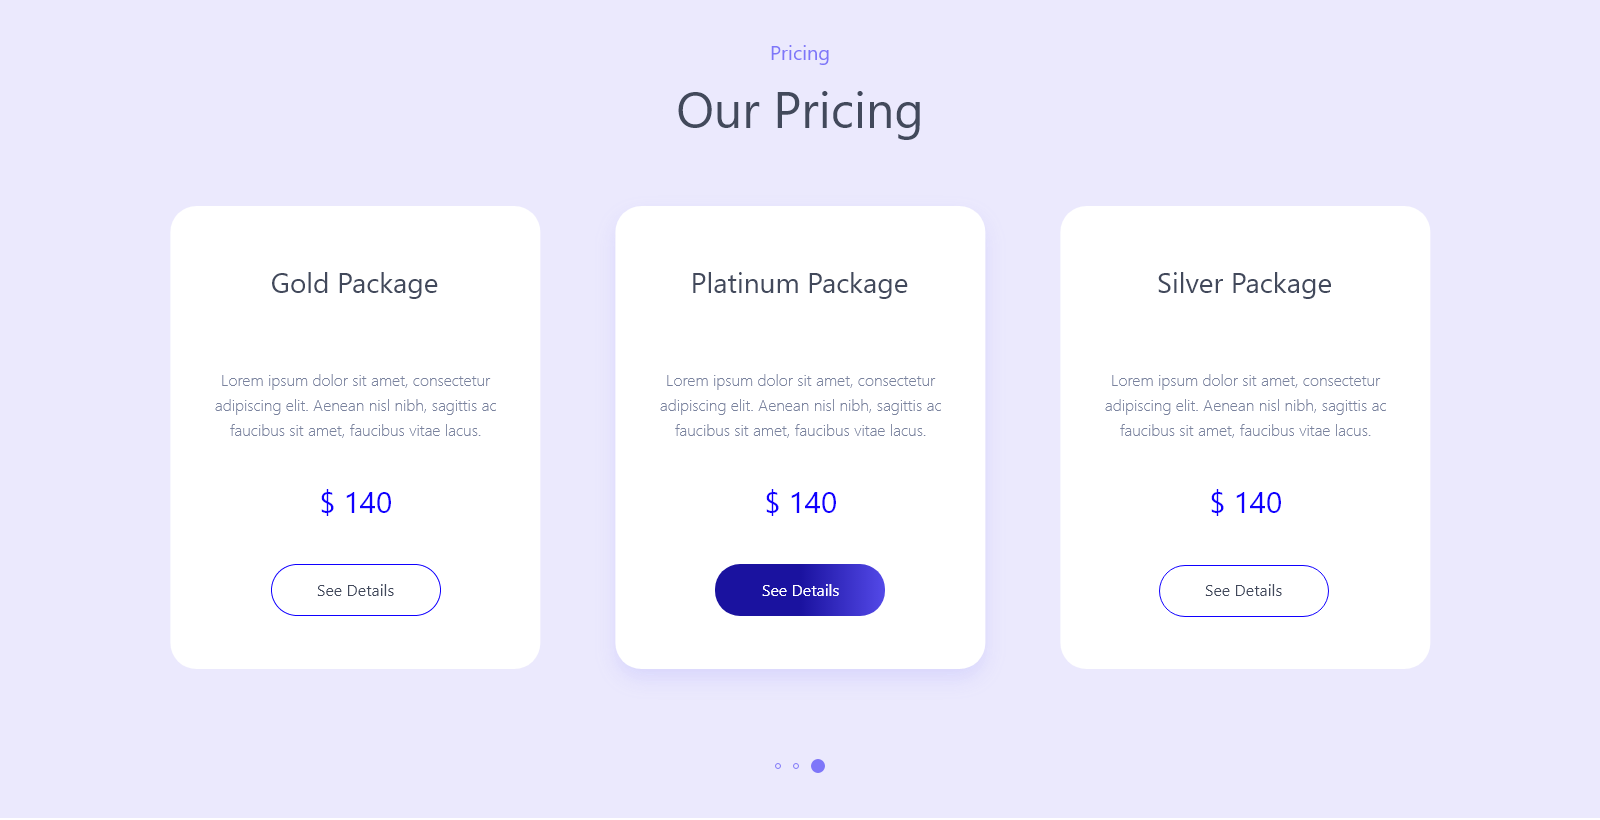 Pricing
Our Pricing
Gold Package
Lorem ipsum dolor sit amet, consectetur
adipiscing elit. Aenean nisl nibh, sagittis ac
faucibus sit amet, faucibus vitae lacus.
$ 140
See Details
Platinum Package
Lorem ipsum dolor sit amet, consectetur
adipiscing elit. Aenean nisl nibh, sagittis ac
faucibus sit amet, faucibus vitae lacus.
$ 140
See Details
Silver Package
Lorem ipsum dolor sit amet, consectetur
adipiscing elit. Aenean nisl nibh, sagittis ac
faucibus sit amet, faucibus vitae lacus.
$ 140
See Details